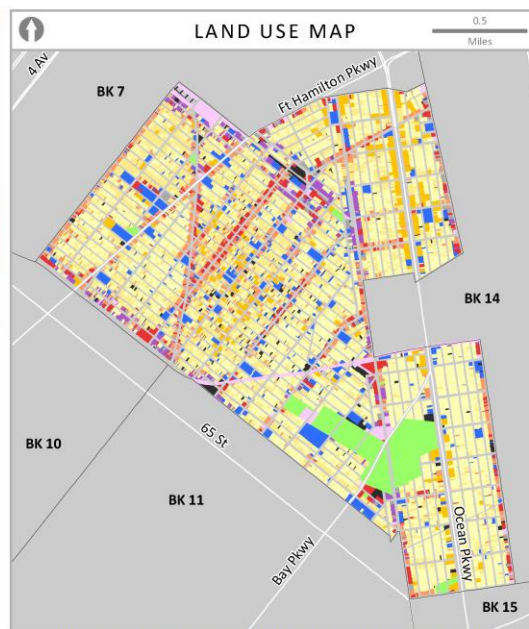 LAND USE MAP
0.5
Miles
4 Av
BK 7
Ft Hamilton Pkwy
BK 14
BK 10
65 St
BK 11
Bay Pkwy
Ocean Pkwy
BK 15